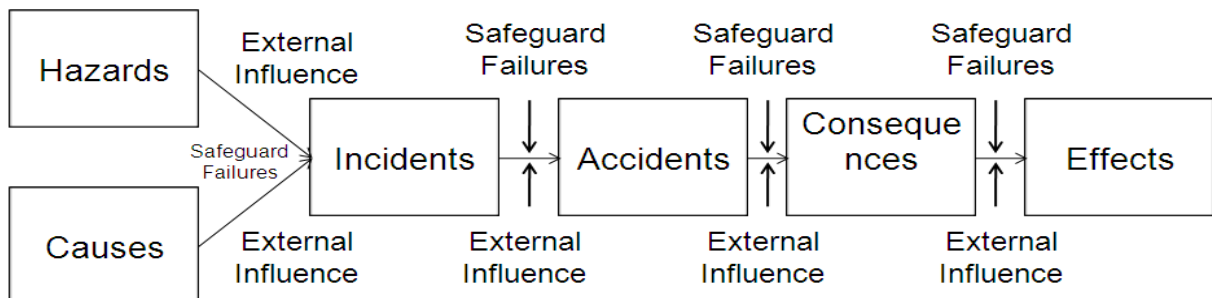 Hazards
External
Influence
Safeguard
Failures
Safeguard
Failures
Safeguard
Failures
Safeguard
Failures
Incidents
Accidents
Conseque
nces
Effects
Causes
External
Influence
External
Influence
External
Influence
External
Influence